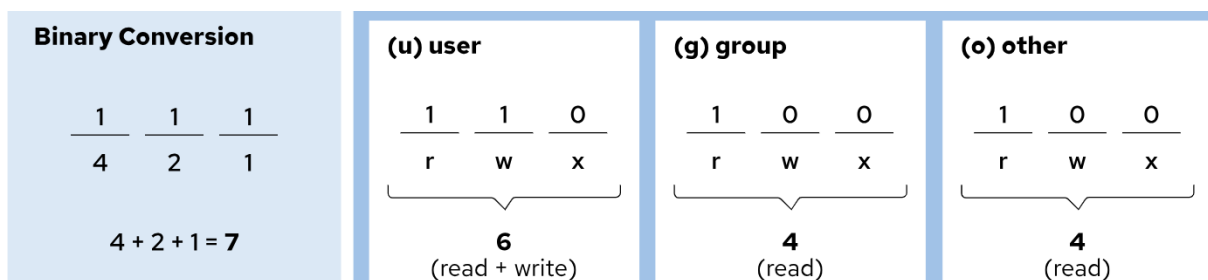 Binary Conversion
1 1 1
4 2 1
4 + 2 + 1 = 7
(u) user
1 1 0
r w x
6
(read + write)
(g) group
1 0 0
r w x
4
(read)
(o) other
1 0 0
r w x
4
(read)